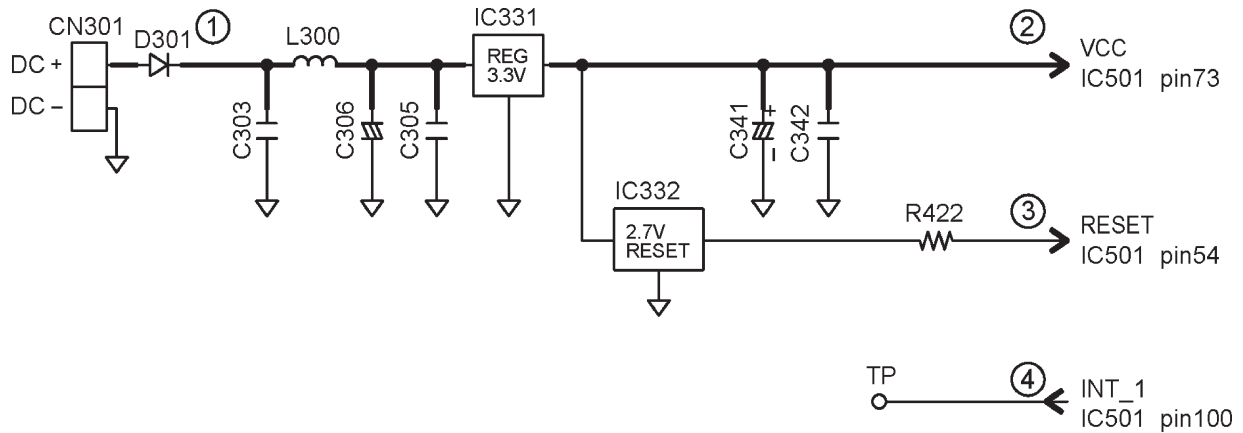 CN301
D301
①
L300
IC331
②
DC +
REG
3.3V
VCC
IC501 pin73
DC −
C303
C306
C305
C341
+
−
C342
IC332
2.7V
RESET
R422
③
RESET
IC501 pin54
TP
④
INT_1
IC501 pin100